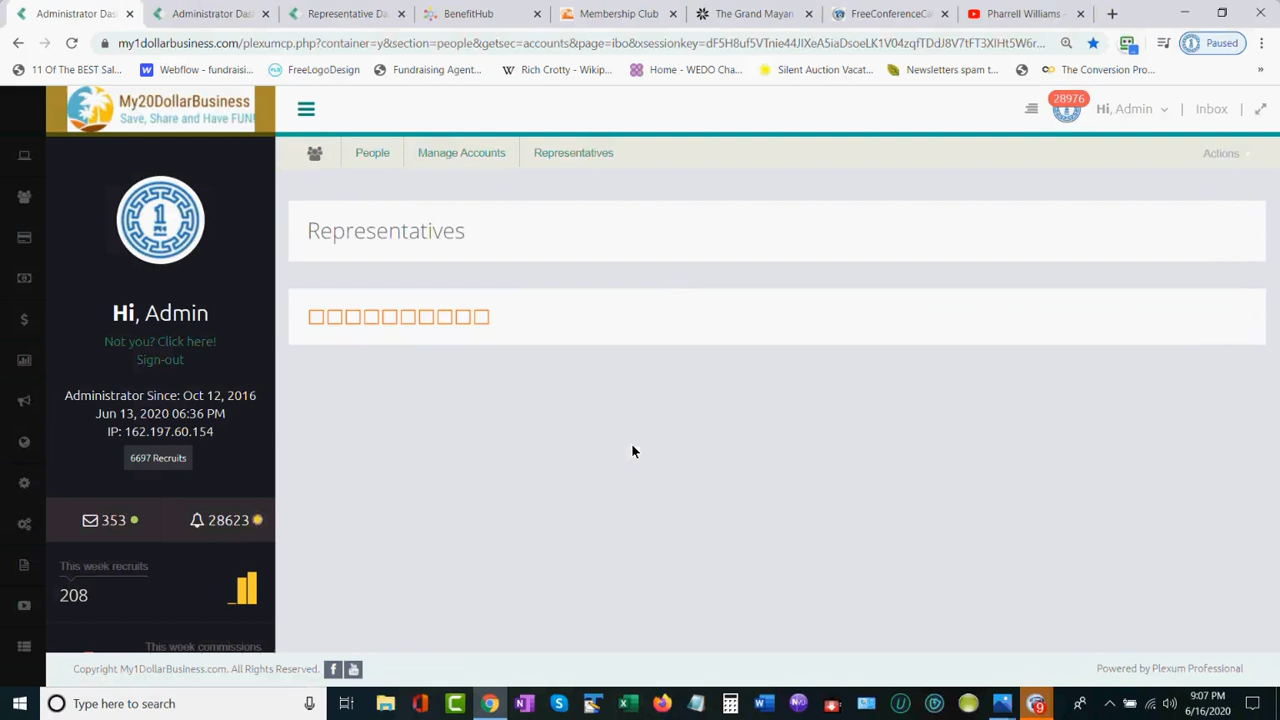 Administrator Das
Administrator Das
Representative Da
BenefitHub
Membership Club
The Grand Mayan
FreeConferenceCa
Pharrell Williams -
my1dollarbusiness.com/plexumcp.php?container=y&section=people&getsec=accounts&page=ibo&xsessionkey=dF5H8uf5VTnie44JIXeA5iaDsoeLK1V04zqfTDdJ8V7tFT3XlHt5W6r...
Paused
11 Of The BEST Sal...
Webflow - fundraisi...
FreeLogoDesign
Fundraising Agent...
Rich Crotty - Wikip...
Home - WEDO Cha...
Silent Auction Vacat...
Newsletters spam t...
The Conversion Pro...
My20DollarBusiness
Save, Share and Have FUN!
28976
Hi, Admin
Inbox
People
Manage Accounts
Representatives
Actions
Representatives
Hi, Admin
Not you? Click here!
Sign-out
Administrator Since: Oct 12, 2016
Jun 13, 2020 06:36 PM
IP: 162.197.60.154
6697 Recruits
353
28623
This week recruits
208
This week commissions
Copyright My1DollarBusiness.com. All Rights Reserved.
Powered by Plexum Professional
Type here to search
9:07 PM
6/16/2020